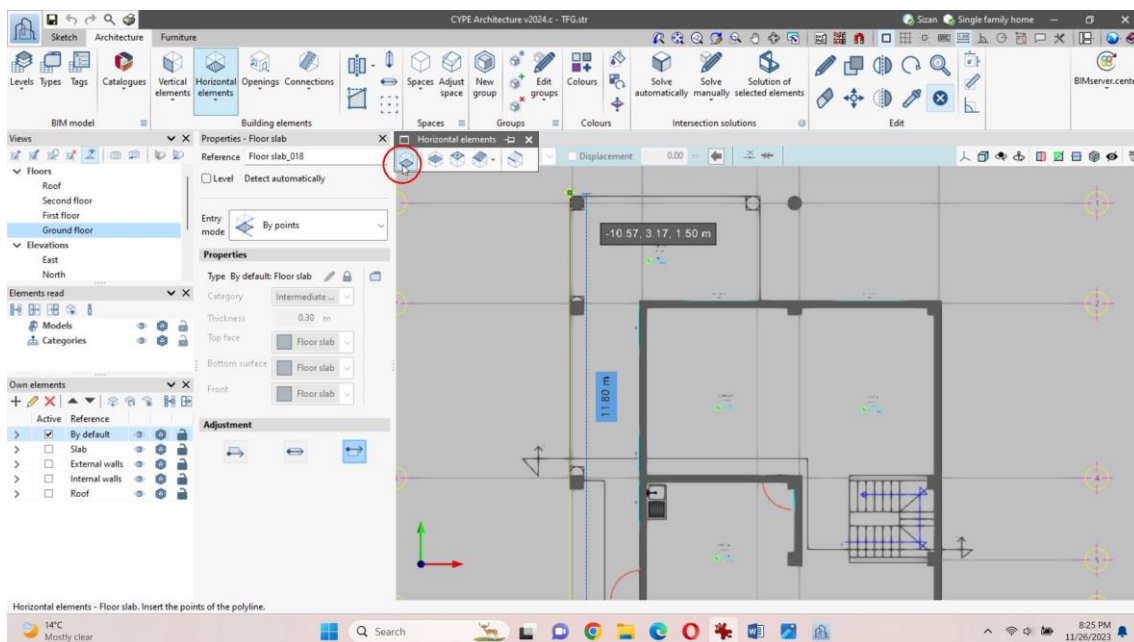 CYPE Architecture v2024.c - TFG.str
Sizan Single family home
Sketch Architecture Furniture
Levels Types Tags Catalogues Vertical elements Horizontal elements Openings Connections
Spaces Adjust space New group Edit groups Colours Solve automatically Solve manually Solution of selected elements
BIMserver.cente
BIM model Building elements Spaces Groups Colours Intersection solutions Edit
Views
Floors
Roof
Second floor
First floor
Ground floor
Elevations
East
North
Elements read
Models
Categories
Own elements
Active Reference
By default
Slab
External walls
Internal walls
Roof
Properties - Floor slab
Reference Floor slab_018
Level Detect automatically
Entry mode By points
Properties
Type By default: Floor slab
Category Intermediate ...
Thickness 0.30 m
Top face Floor slab
Bottom surface Floor slab
Front Floor slab
Adjustment
Horizontal elements
Displacement 0.00 m
-10.57, 3.17, 1.50 m
11.80 m
1
2
4
5
Horizontal elements - Floor slab. Insert the points of the polyline.
14°C
Mostly clear
Search
8:25 PM
11/26/2023